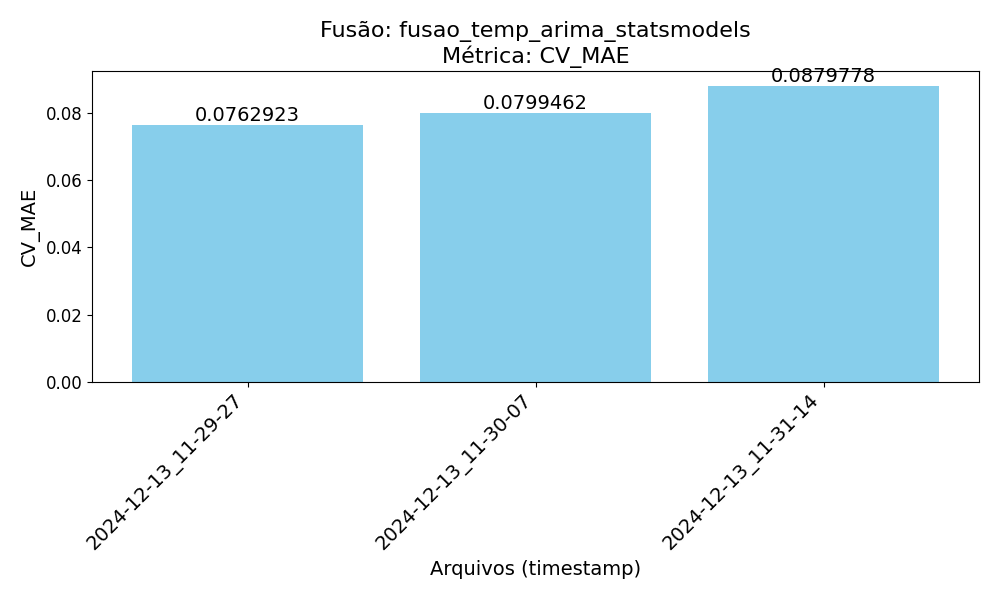 Fusão: fusao_temp_arima_statsmodels
Métrica: CV_MAE
0.0762923
0.0799462
0.0879778
0.08
0.06
0.04
0.02
0.00
CV_MAE
2024-12-13_11-29-27
2024-12-13_11-30-07
2024-12-13_11-31-14
Arquivos (timestamp)